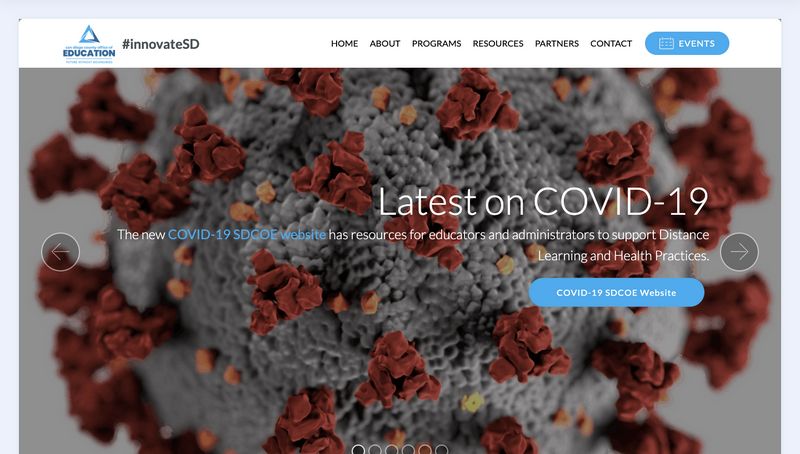 san diego county office of
EDUCATION
FUTURE WITHOUT BOUNDARIES
#innovateSD
HOME ABOUT PROGRAMS RESOURCES PARTNERS CONTACT EVENTS
Latest on COVID-19
The new COVID-19 SDCOE website has resources for educators and administrators to support Distance
Learning and Health Practices.
COVID-19 SDCOE Website